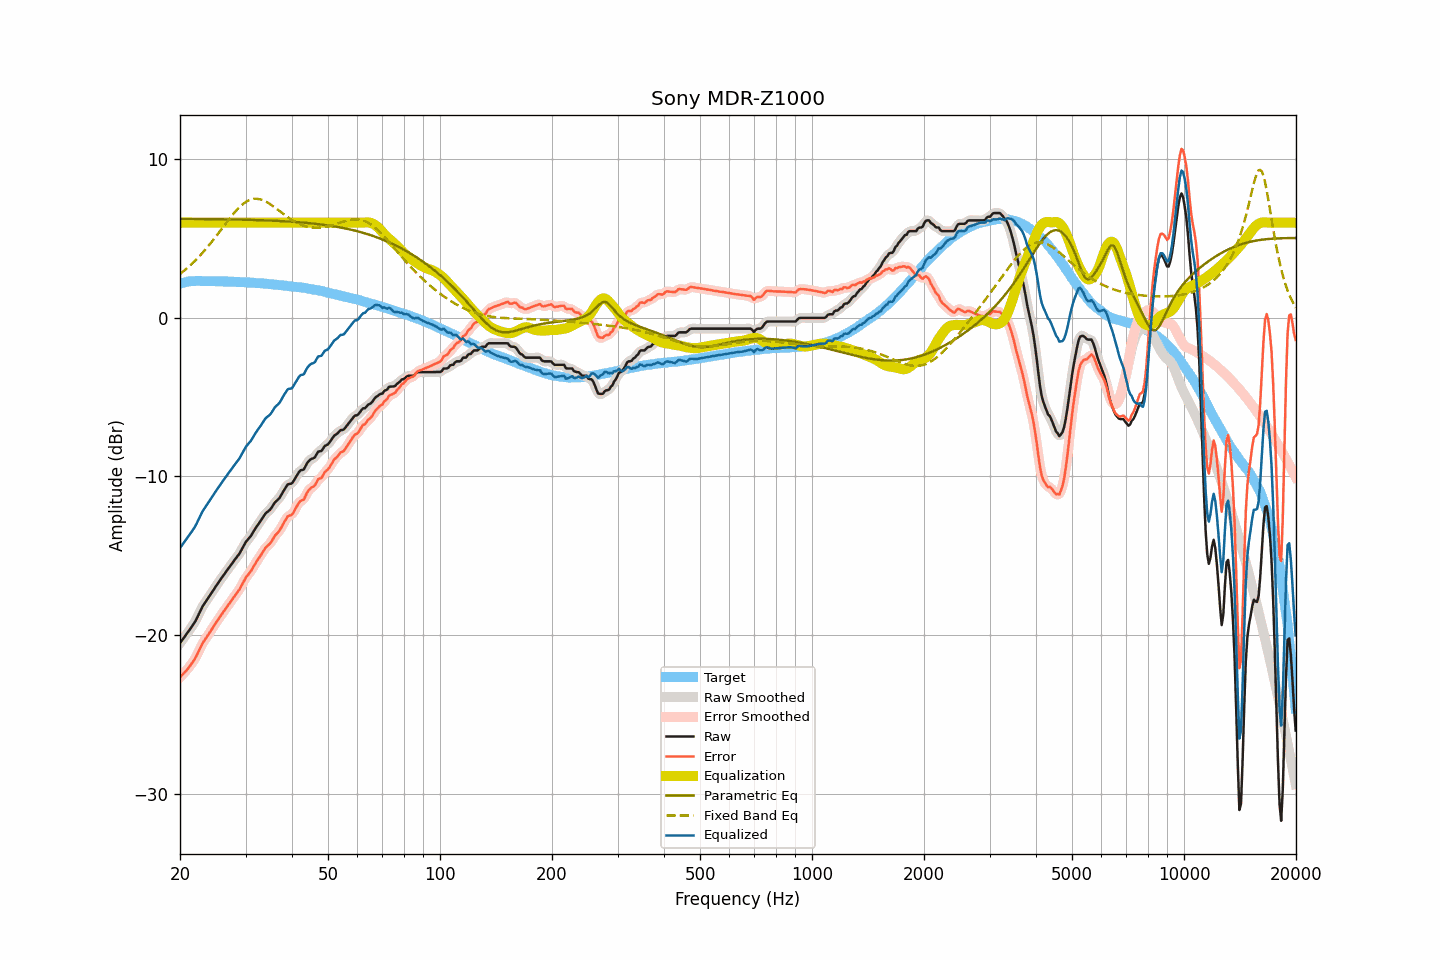 Sony MDR-Z1000
10
0
−10
−20
−30
Amplitude (dBr)
Target
Raw Smoothed
Error Smoothed
Raw
Error
Equalization
Parametric Eq
Fixed Band Eq
Equalized
20 50 100 200 500 1000 2000 5000 10000 20000
Frequency (Hz)